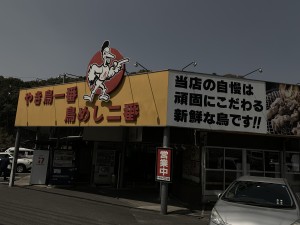 やき鳥一番
鳥めし二番
当店の自慢は
頑固にこだわる
新鮮な鳥です!!
営業中